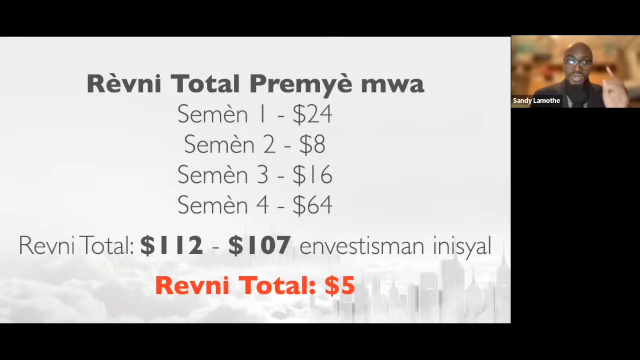 Rèvni Total Premyè mwa
Semèn 1 - $24
Semèn 2 - $8
Semèn 3 - $16
Semèn 4 - $64
Revni Total: $112 - $107 envestisman inisyal
Revni Total: $5
Sandy Lamothe